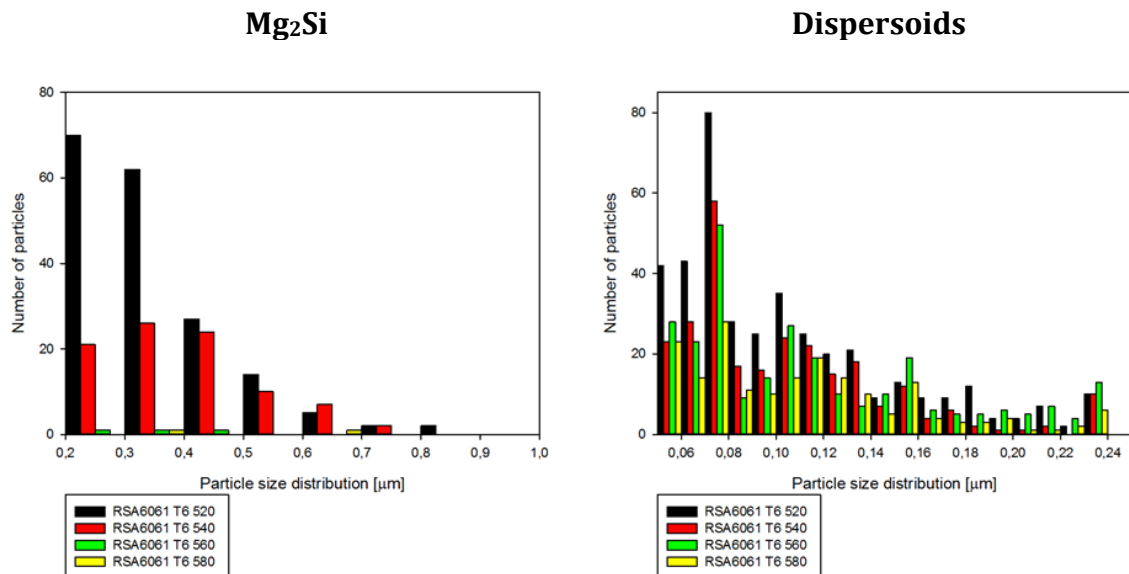 Mg₂Si
Dispersoids
80
60
40
20
0
Number of particles
0,2 0,3 0,4 0,5 0,6 0,7 0,8 0,9 1,0
Particle size distribution [μm]
RSA6061 T6 520
RSA6061 T6 540
RSA6061 T6 560
RSA6061 T6 580
80
60
40
20
0
Number of particles
0,06 0,08 0,10 0,12 0,14 0,16 0,18 0,20 0,22 0,24
Particle size distribution [μm]
RSA6061 T6 520
RSA6061 T6 540
RSA6061 T6 560
RSA6061 T6 580